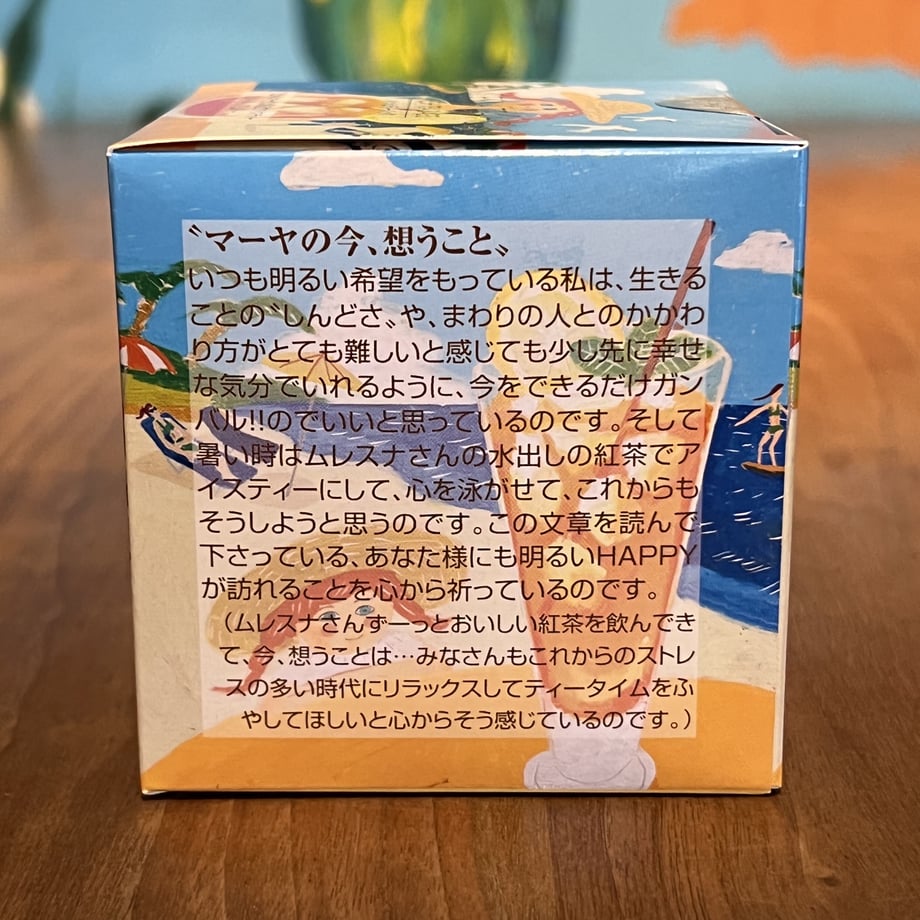 〝マーヤの今、想うこと〟
いつも明るい希望をもっている私は、生きる
ことの〝しんどさ〟や、まわりの人とのかかわ
り方がとても難しいと感じても少し先に幸せ
な気分でいれるように、今をできるだけガン
バル!!のでいいと思っているのです。そして
暑い時はムレスナさんの水出しの紅茶でア
イスティーにして、心を泳がせて、これからも
そうしようと思うのです。この文章を読んで
下さっている、あなた様にも明るいHAPPY
が訪れることを心から祈っているのです。
（ムレスナさんずーっとおいしい紅茶を飲んできて
て、今、想うことは…みなさんもこれからのストレ
スの多い時代にリラックスしてティータイムをふ
やしてほしいと心からそう感じているのです。）